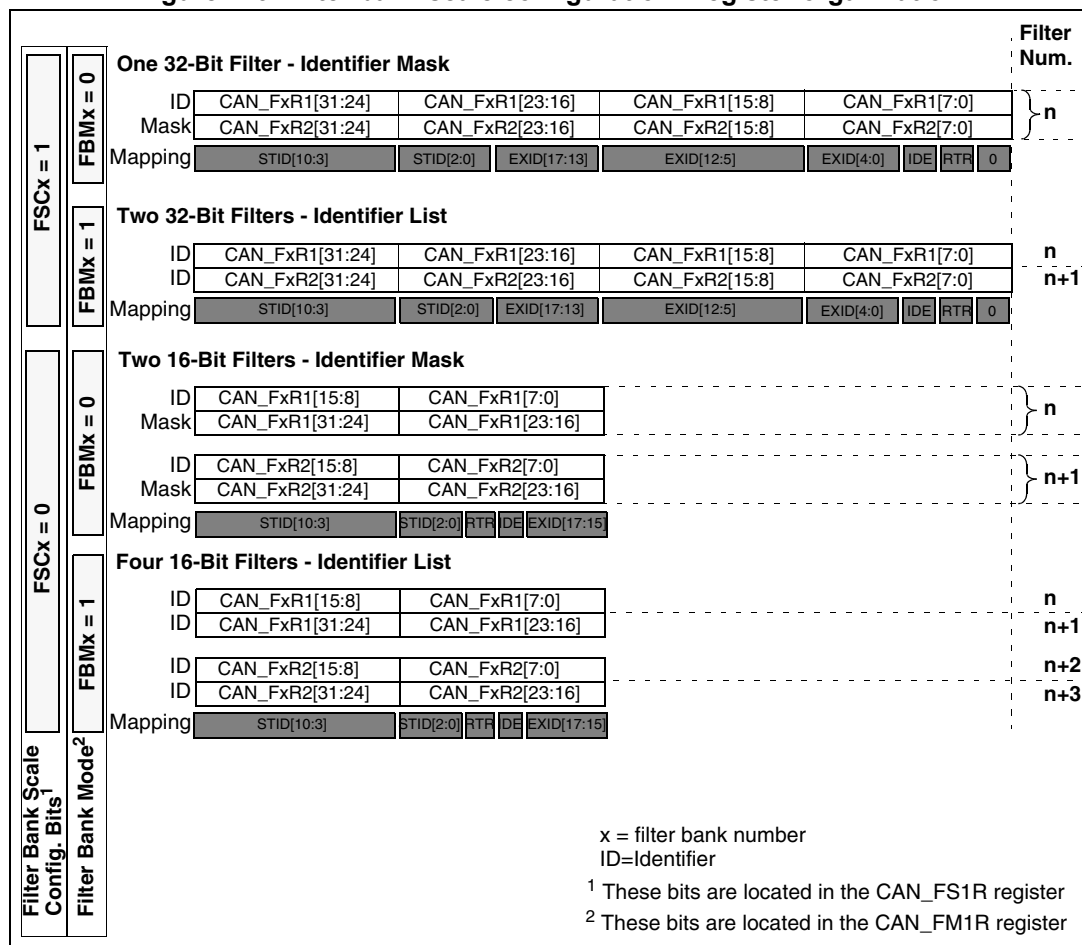 Filter
Num.
FSCx = 1
FBMx = 0
One 32-Bit Filter - Identifier Mask
ID CAN_FxR1[31:24] CAN_FxR1[23:16] CAN_FxR1[15:8] CAN_FxR1[7:0]
n
Mask CAN_FxR2[31:24] CAN_FxR2[23:16] CAN_FxR2[15:8] CAN_FxR2[7:0]
Mapping STID[10:3] STID[2:0] EXID[17:13] EXID[12:5] EXID[4:0] IDE RTR 0
FBMx = 1
Two 32-Bit Filters - Identifier List
ID CAN_FxR1[31:24] CAN_FxR1[23:16] CAN_FxR1[15:8] CAN_FxR1[7:0] n
ID CAN_FxR2[31:24] CAN_FxR2[23:16] CAN_FxR2[15:8] CAN_FxR2[7:0] n+1
Mapping STID[10:3] STID[2:0] EXID[17:13] EXID[12:5] EXID[4:0] IDE RTR 0
FSCx = 0
FBMx = 0
Two 16-Bit Filters - Identifier Mask
ID CAN_FxR1[15:8] CAN_FxR1[7:0]
n
Mask CAN_FxR1[31:24] CAN_FxR1[23:16]
ID CAN_FxR2[15:8] CAN_FxR2[7:0]
n+1
Mask CAN_FxR2[31:24] CAN_FxR2[23:16]
Mapping STID[10:3] STID[2:0] RTR IDE EXID[17:15]
FBMx = 1
Four 16-Bit Filters - Identifier List
ID CAN_FxR1[15:8] CAN_FxR1[7:0] n
ID CAN_FxR1[31:24] CAN_FxR1[23:16] n+1
ID CAN_FxR2[15:8] CAN_FxR2[7:0] n+2
ID CAN_FxR2[31:24] CAN_FxR2[23:16] n+3
Mapping STID[10:3] STID[2:0] RTR IDE EXID[17:15]
Filter Bank Scale
Config. Bits1
Filter Bank Mode2
x = filter bank number
ID=Identifier
1 These bits are located in the CAN_FS1R register
2 These bits are located in the CAN_FM1R register